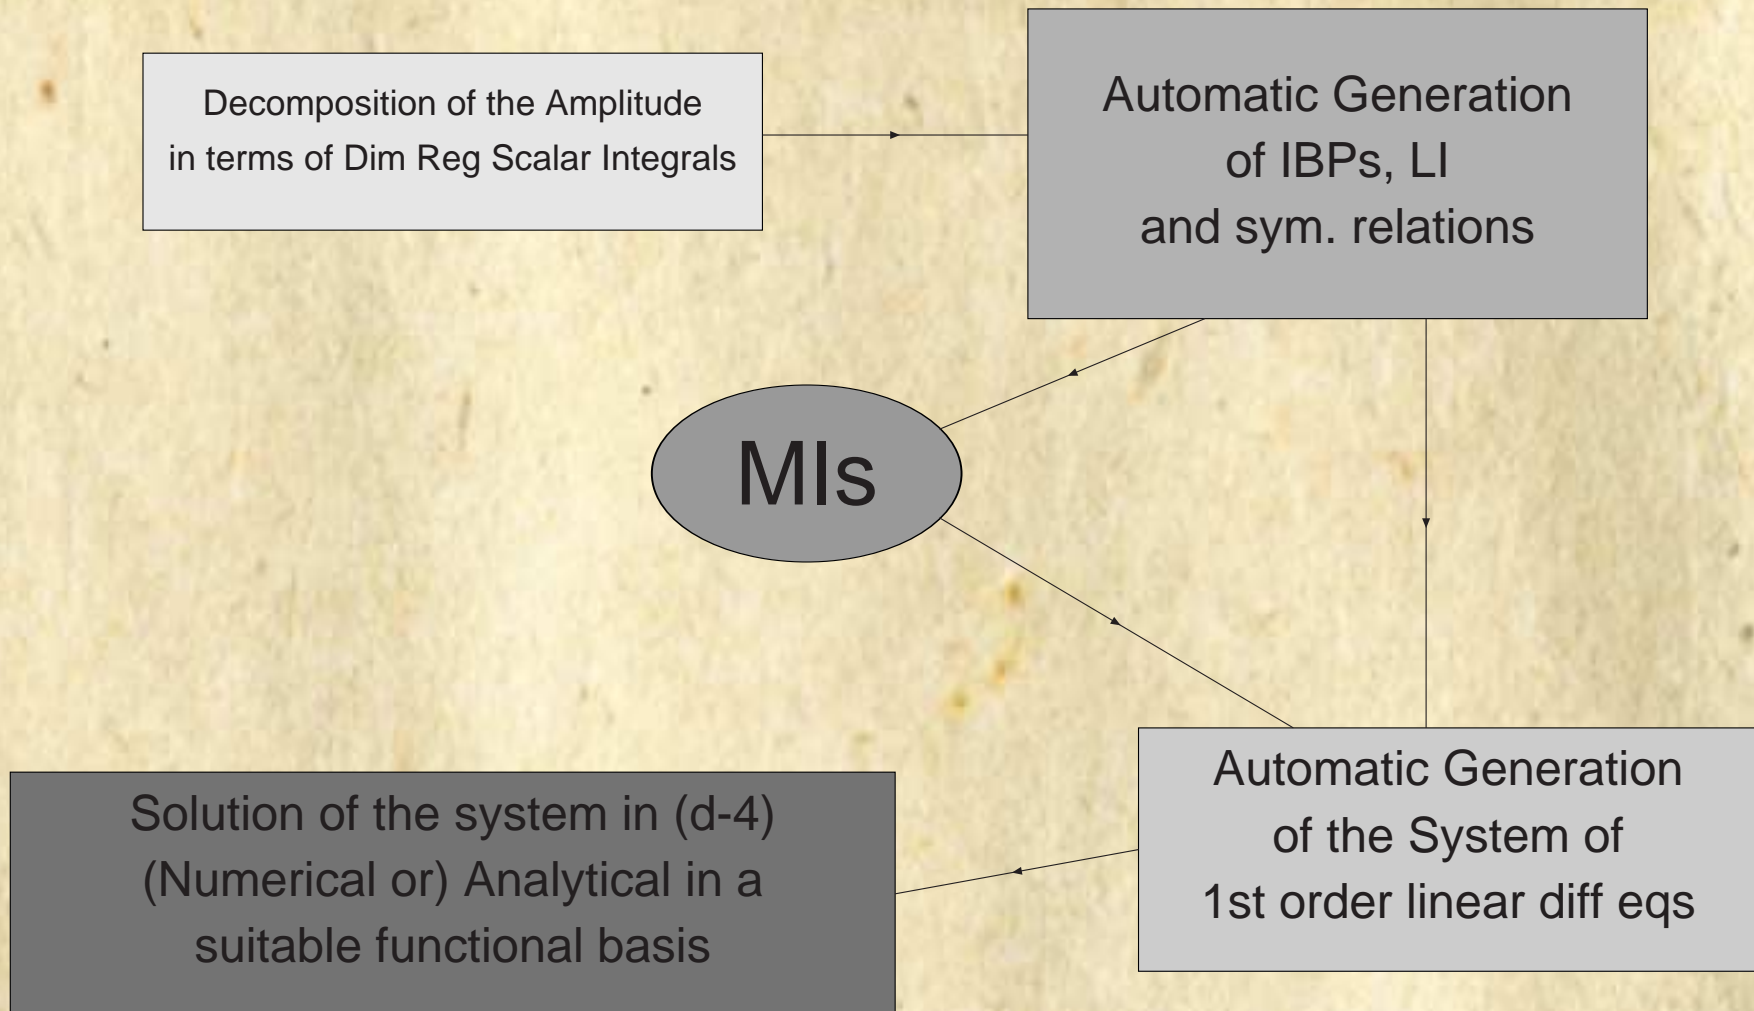 Decomposition of the Amplitude
in terms of Dim Reg Scalar Integrals
Automatic Generation
of IBPs, LI
and sym. relations
MIs
Automatic Generation
of the System of
1st order linear diff eqs
Solution of the system in (d-4)
(Numerical or) Analytical in a
suitable functional basis